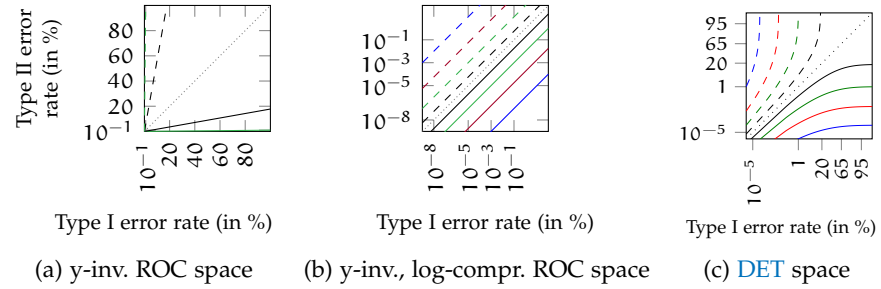 Type II error
rate (in %)
80
60
40
20
10⁻¹
10⁻¹ 20 40 60 80
Type I error rate (in %)
(a) y-inv. ROC space
10⁻¹
10⁻³
10⁻⁵
10⁻⁸
10⁻⁸ 10⁻⁵ 10⁻³ 10⁻¹
Type I error rate (in %)
(b) y-inv., log-compr. ROC space
95
65
20
1
10⁻⁵
10⁻⁵ 1 20 65 95
Type I error rate (in %)
(c) DET space